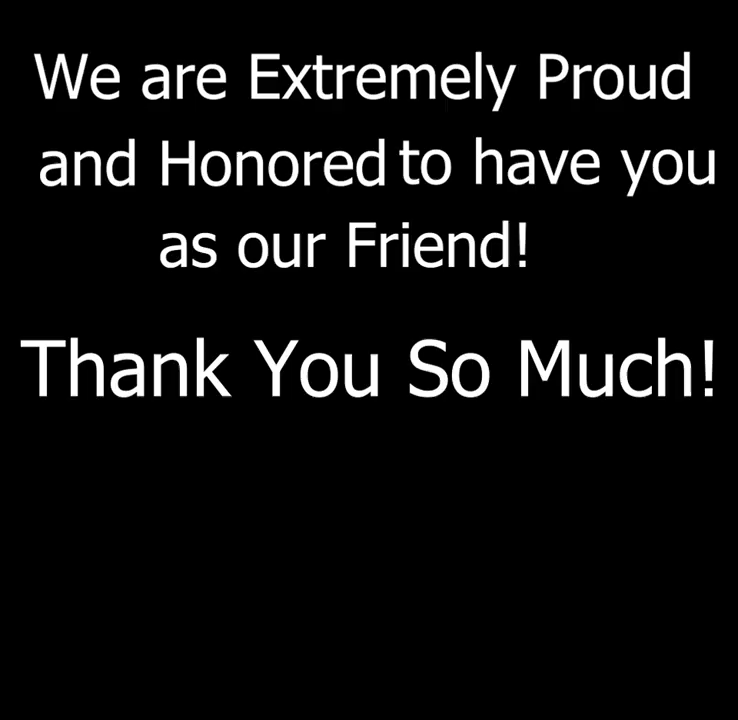 We are Extremely Proud
and Honored to have you
as our Friend!
Thank You So Much!